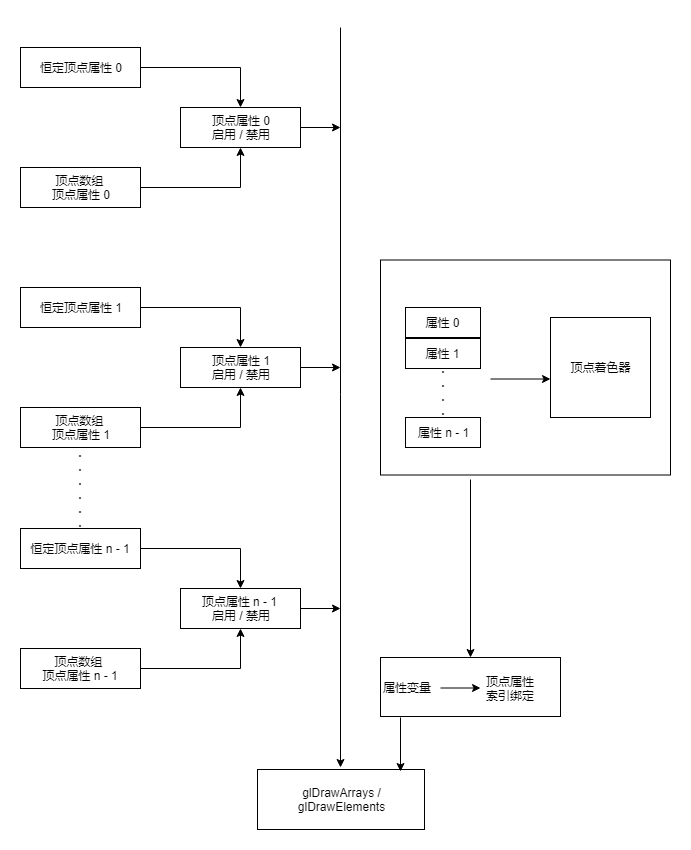 恒定顶点属性 0
顶点属性 0
启用 / 禁用
顶点数组
顶点属性 0
恒定顶点属性 1
顶点属性 1
启用 / 禁用
顶点数组
顶点属性 1
恒定顶点属性 n - 1
顶点属性 n - 1
启用 / 禁用
顶点数组
顶点属性 n - 1
属性 0
属性 1
属性 n - 1
顶点着色器
属性变量
顶点属性
索引绑定
glDrawArrays /
glDrawElements